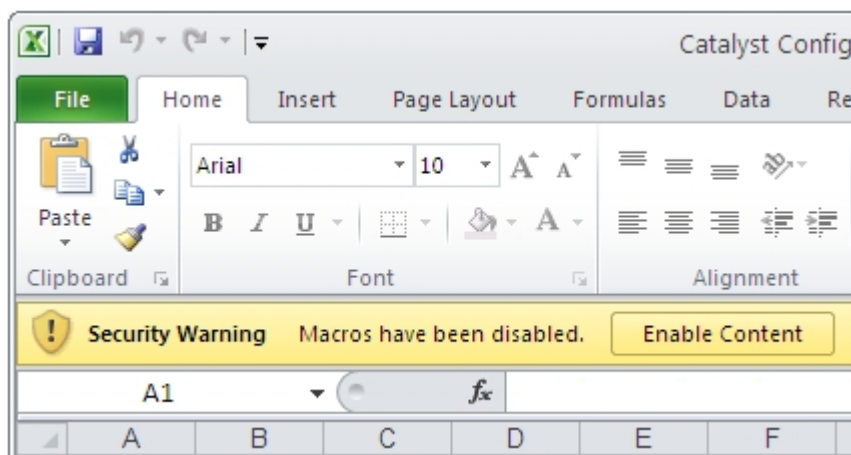 Catalyst Config
File Home Insert Page Layout Formulas Data Re
Arial 10 A A
Paste B I U A
Clipboard Font Alignment
! Security Warning Macros have been disabled. Enable Content
A1 fx
A B C D E F